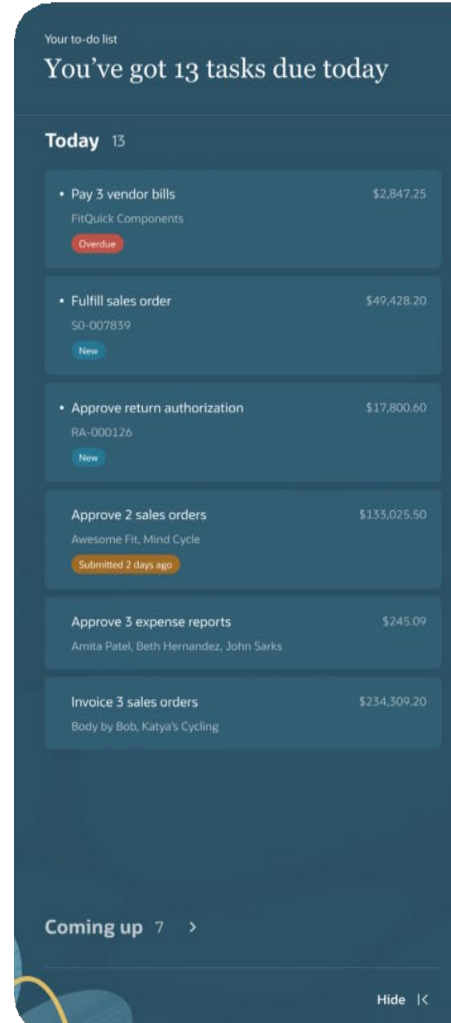 Your to-do list
You've got 13 tasks due today
Today 13
• Pay 3 vendor bills $2,847.25
FitQuick Components
Overdue
• Fulfill sales order $49,428.20
SO-007839
New
• Approve return authorization $17,800.60
RA-000126
New
Approve 2 sales orders $133,025.50
Awesome Fit, Mind Cycle
Submitted 2 days ago
Approve 3 expense reports $245.09
Amita Patel, Beth Hernandez, John Sarks
Invoice 3 sales orders $234,309.20
Body by Bob, Katya's Cycling
Coming up 7 >
Hide |<